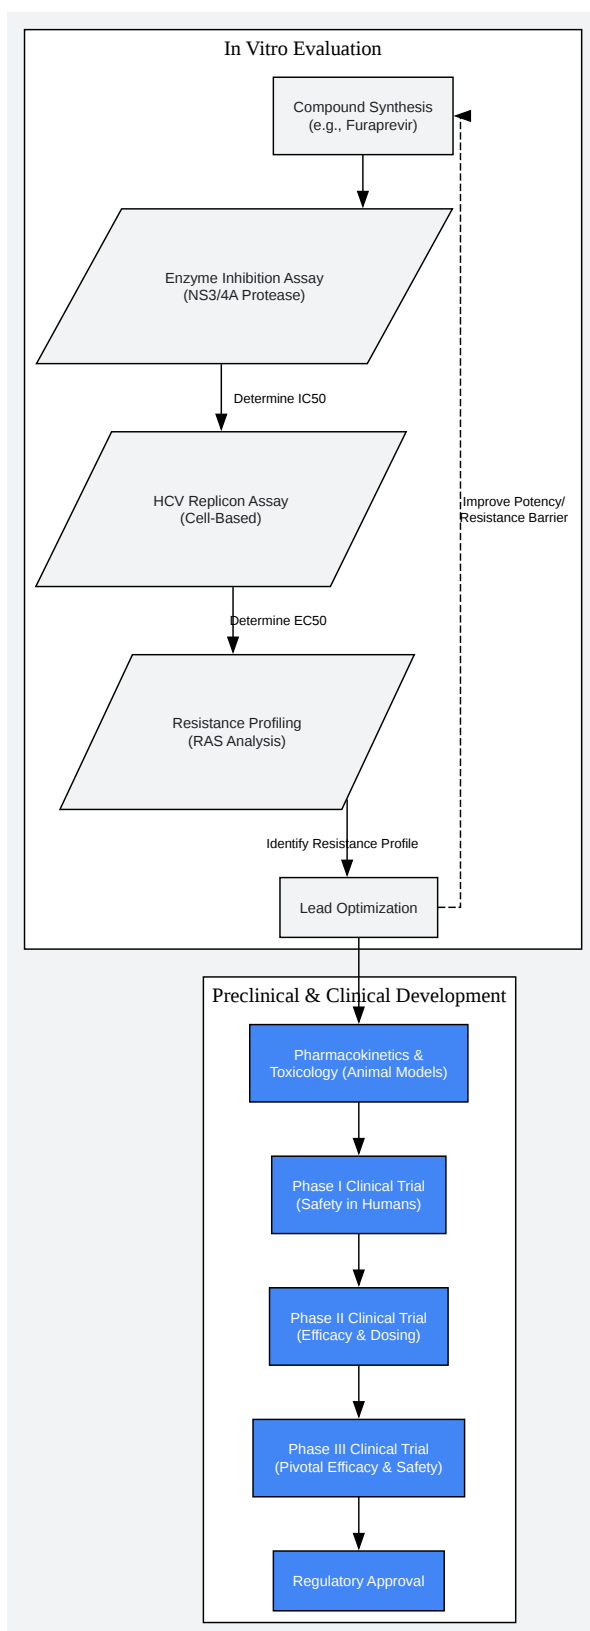 In Vitro Evaluation
Compound Synthesis
(e.g., Furaprevir)
Enzyme Inhibition Assay
(NS3/4A Protease)
Determine IC50
HCV Replicon Assay
(Cell-Based)
Improve Potency/
Resistance Barrier
Determine EC50
Resistance Profiling
(RAS Analysis)
Identify Resistance Profile
Lead Optimization
Preclinical & Clinical Development
Pharmacokinetics &
Toxicology (Animal Models)
Phase I Clinical Trial
(Safety in Humans)
Phase II Clinical Trial
(Efficacy & Dosing)
Phase III Clinical Trial
(Pivotal Efficacy & Safety)
Regulatory Approval